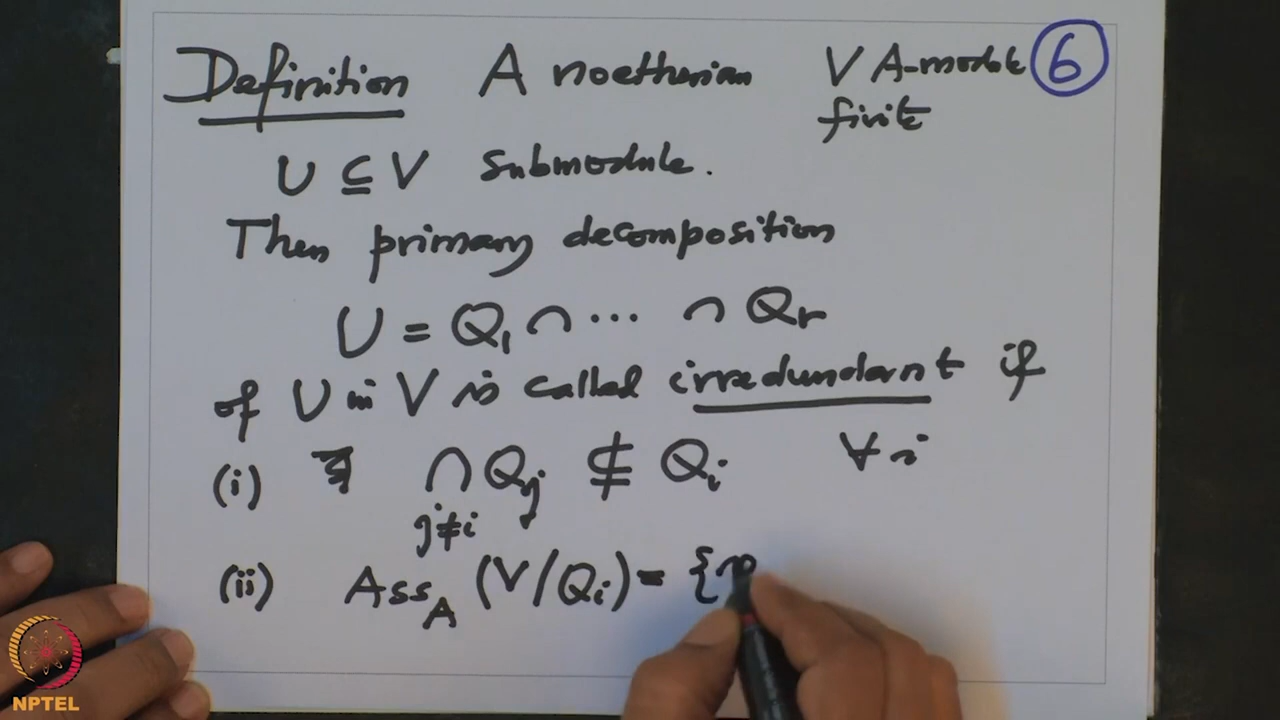 Definition A noetherian V A-module 6
finite
U ⊆ V submodule.
Then primary decomposition
U = Q₁ ∩ ··· ∩ Qᵣ
of U in V is called irredundant if
(i) ∩ Qⱼ ⊈ Qᵢ ∀ i
j≠i
(ii) Ass_A (V/Qᵢ) = {p
NPTEL